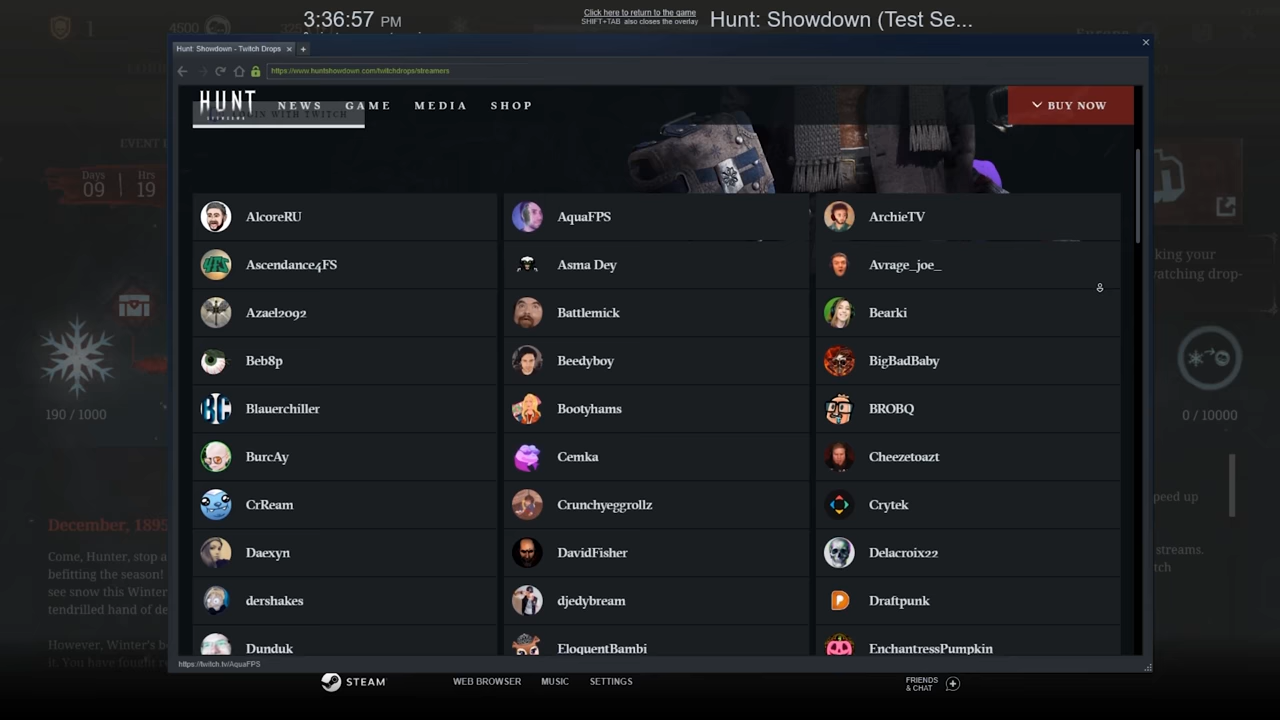 3:36:57 PM
Click here to return to the game
SHIFT+TAB also closes the overlay
Hunt: Showdown (Test Se...
Hunt: Showdown - Twitch Drops
https://www.huntshowdown.com/twitchdrops/streamers
HUNT NEWS GAME MEDIA SHOP BUY NOW
WITH TWITCH
EVENT
Days Hrs
09 19
AlcoreRU AquaFPS ArchieTV
Ascendance4FS Asma Dey Avrage_joe_
Azael2092 Battlemick Bearki
Beb8p Beedyboy BigBadBaby
Blauerchiller Bootyhams BROBQ
BurcAy Cemka Cheezetoazt
CrReam Crunchyeggrollz Crytek
Daexyn DavidFisher Delacroix22
dershakes djedybream Draftpunk
Dunduk EloquentBambi EnchantressPumpkin
190 / 1000
0 / 10000
king your
watching drop-
peed up
streams.
December, 1895
Come, Hunter, stop a
befitting the season!
see snow this Winter
tendrilled hand of de
However, Winter's b
it. You have fought
https://twitch.tv/AquaFPS
STEAM WEB BROWSER MUSIC SETTINGS FRIENDS
& CHAT